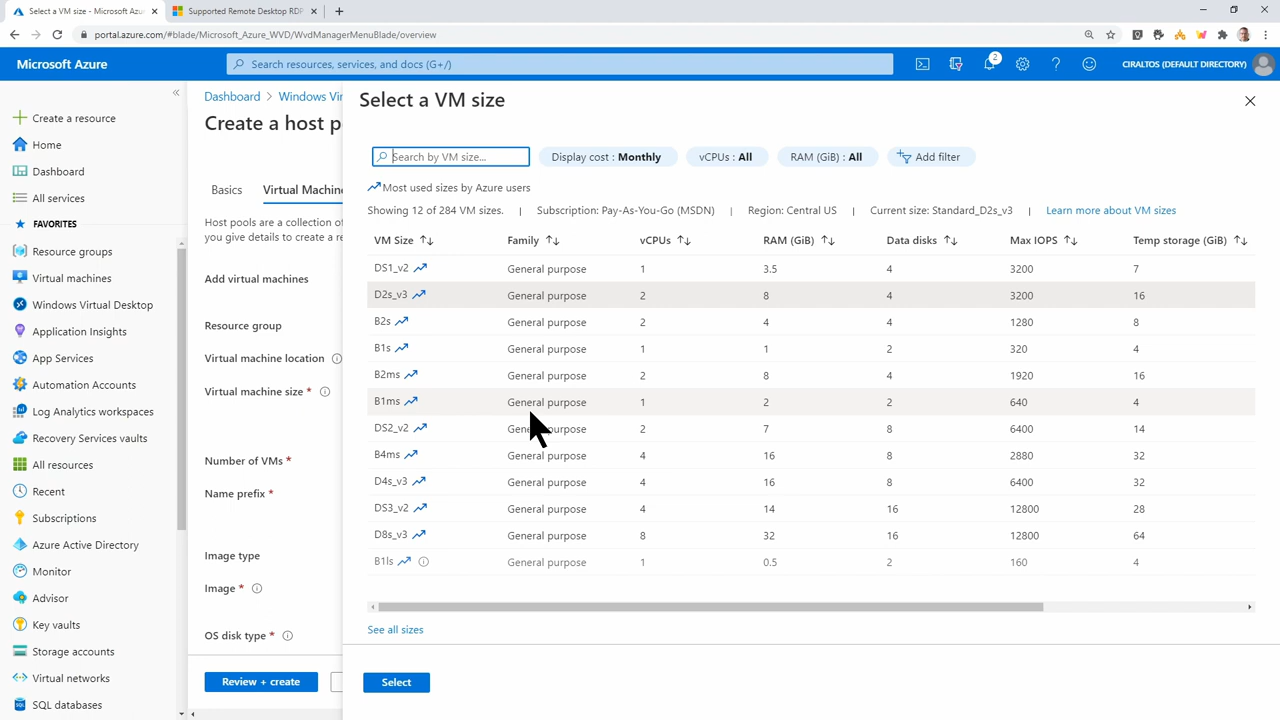 Select a VM size - Microsoft Azu
Supported Remote Desktop RDP
portal.azure.com/#blade/Microsoft_Azure_WVD/WvdManagerMenuBlade/overview
Microsoft Azure
Search resources, services, and docs (G+/)
2
CIRALTOS (DEFAULT DIRECTORY)
Create a resource
Home
Dashboard
All services
FAVORITES
Resource groups
Virtual machines
Windows Virtual Desktop
Application Insights
App Services
Automation Accounts
Log Analytics workspaces
Recovery Services vaults
All resources
Recent
Subscriptions
Azure Active Directory
Monitor
Advisor
Key vaults
Storage accounts
Virtual networks
SQL databases
Dashboard > Windows Vir
Create a host p
Basics Virtual Machin
Host pools are a collection of
you give details to create a re
Add virtual machines
Resource group
Virtual machine location
Virtual machine size *
Number of VMs *
Name prefix *
Image type
Image *
OS disk type *
Review + create
Select a VM size
Search by VM size...
Display cost : Monthly
vCPUs : All
RAM (GiB) : All
Add filter
Most used sizes by Azure users
Showing 12 of 284 VM sizes. | Subscription: Pay-As-You-Go (MSDN) | Region: Central US | Current size: Standard_D2s_v3 | Learn more about VM sizes
VM Size Family vCPUs RAM (GiB) Data disks Max IOPS Temp storage (GiB)
DS1_v2 General purpose 1 3.5 4 3200 7
D2s_v3 General purpose 2 8 4 3200 16
B2s General purpose 2 4 4 1280 8
B1s General purpose 1 1 2 320 4
B2ms General purpose 2 8 4 1920 16
B1ms General purpose 1 2 2 640 4
DS2_v2 General purpose 2 7 8 6400 14
B4ms General purpose 4 16 8 2880 32
D4s_v3 General purpose 4 16 8 6400 32
DS3_v2 General purpose 4 14 16 12800 28
D8s_v3 General purpose 8 32 16 12800 64
B1ls General purpose 1 0.5 2 160 4
See all sizes
Select